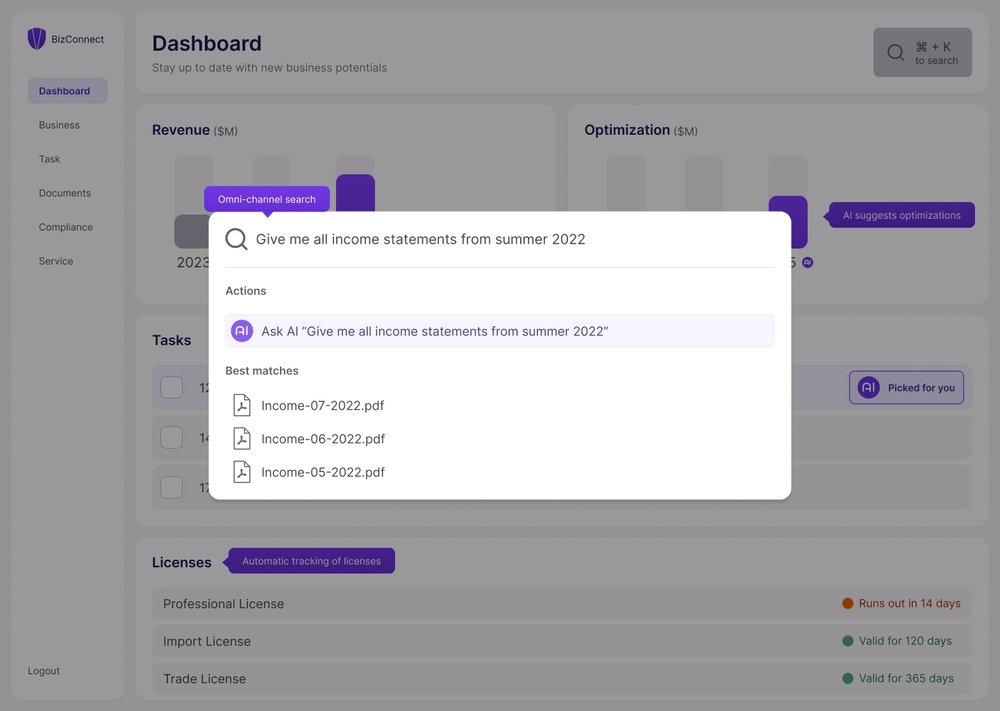 BizConnect
Dashboard
Business
Task
Documents
Compliance
Service
Logout
Dashboard
Stay up to date with new business potentials
⌘ + K
to search
Revenue ($M)
2023
Optimization ($M)
5 AI
AI suggests optimizations
Omni-channel search
Give me all income statements from summer 2022
Actions
AI Ask AI “Give me all income statements from summer 2022”
Best matches
Income-07-2022.pdf
Income-06-2022.pdf
Income-05-2022.pdf
Tasks
12
AI Picked for you
14
17
Licenses
Automatic tracking of licenses
Professional License
Runs out in 14 days
Import License
Valid for 120 days
Trade License
Valid for 365 days